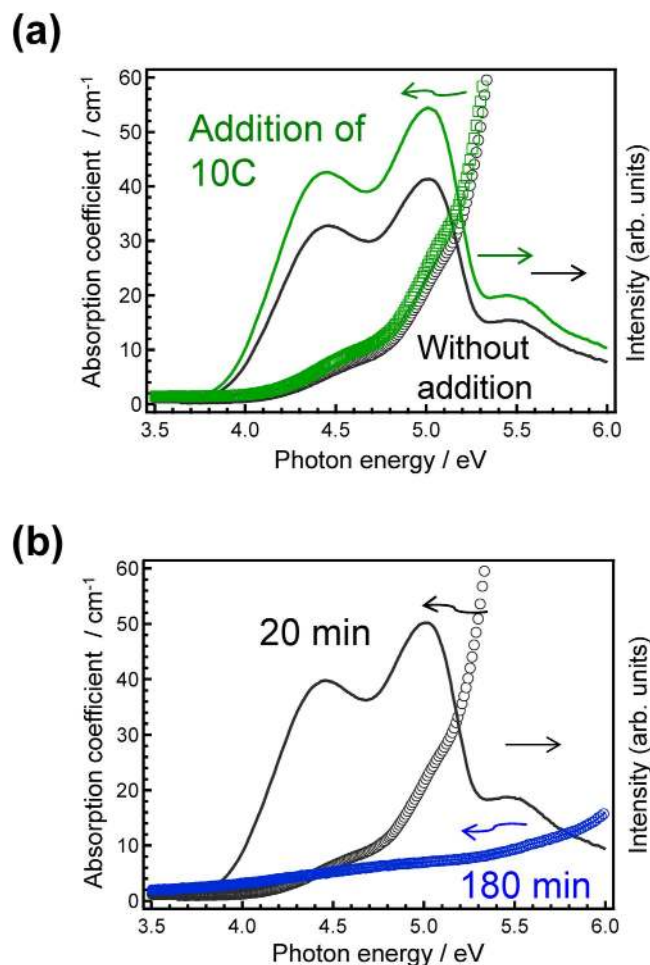 (a)
Absorption coefficient / cm-1
60
50
40
30
20
10
0
Addition of
10C
Without
addition
Intensity (arb. units)
3.5
4.0
4.5
5.0
5.5
6.0
Photon energy / eV
(b)
Absorption coefficient / cm-1
60
50
40
30
20
10
0
20 min
180 min
Intensity (arb. units)
3.5
4.0
4.5
5.0
5.5
6.0
Photon energy / eV